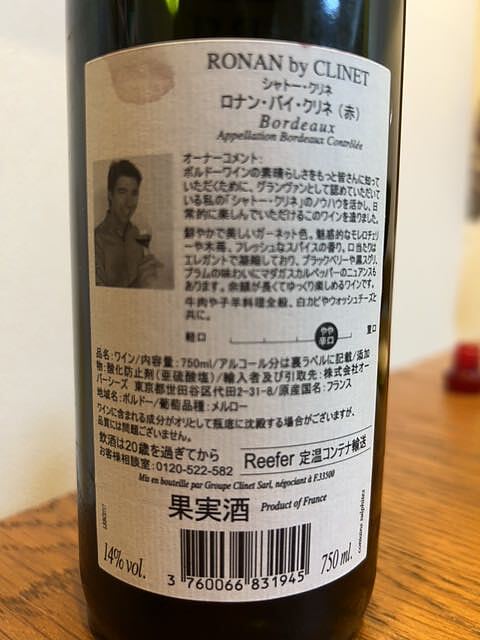 RONAN by CLINET
シャトー・クリネ
ロナン・バイ・クリネ（赤）
Bordeaux
Appellation Bordeaux Contrôlée
オーナーコメント：
ボルドーワインの素晴らしさをもっと皆さんに知って
いただくために、グランヴァンとして認めていただいて
いる私の「シャトー・クリネ」のノウハウを活かし、日
常的に楽しんでいただけるこのワインを造りました。
鮮やかで美しいガーネット色。魅惑的なモレロチェリ
ーや木苺、フレッシュなスパイスの香り。口当たりは
エレガントで凝縮しており、ブラックベリーや黒スグリ、
プラムの味わいにマダガスカルペッパーのニュアンスも
あります。余韻が長くてゆっくり楽しめるワインです。
牛肉や子羊料理全般、白カビやウォッシュチーズと
共に。
軽口 やや辛口 重口
品名：ワイン/内容量：750ml/アルコール分は裏ラベルに記載/添加
物：酸化防止剤（亜硫酸塩）/輸入者及び引取先：株式会社オー
バーシーズ 東京都世田谷区代田2-31-8/原産国名：フランス
地域名：ボルドー/葡萄品種：メルロー
ワインに含まれる成分がオリとして瓶底に沈殿する場合がございますが、
品質には問題ございません。
飲酒は20歳を過ぎてから
お客様相談室：0120-522-582
Reefer 定温コンテナ輸送
Mis en bouteille par Groupe Clinet Sarl, négociant à F.33500
果実酒 Product of France
14% vol.
3 760066 831945
750 ml.
contains sulphites